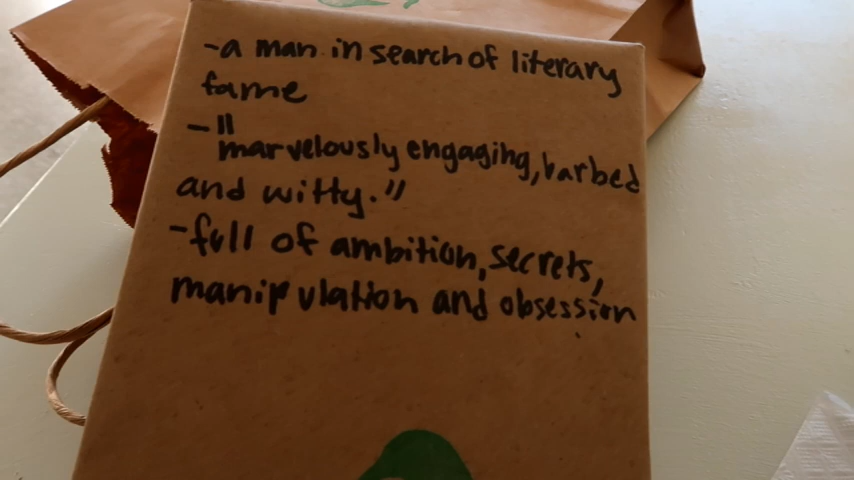 -a man in search of literary
fame
-"marvelously engaging, barbed
and witty."
-full of ambition, secrets,
manipulation and obsession